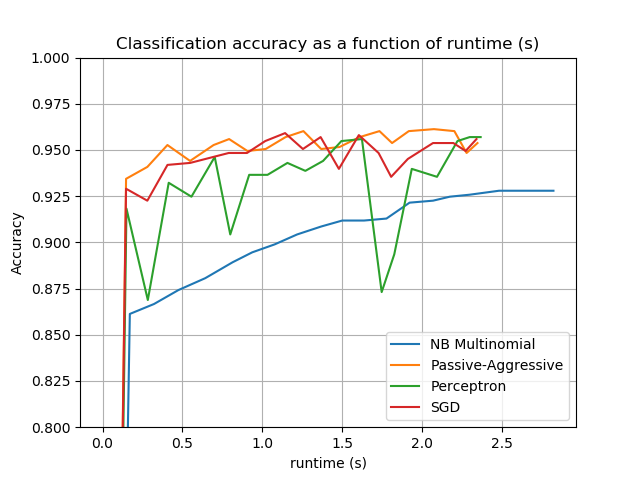 Classification accuracy as a function of runtime (s)
1.000
0.975
0.950
0.925
0.900
0.875
0.850
0.825
0.800
Accuracy
NB Multinomial
Passive-Aggressive
Perceptron
SGD
0.0 0.5 1.0 1.5 2.0 2.5
runtime (s)